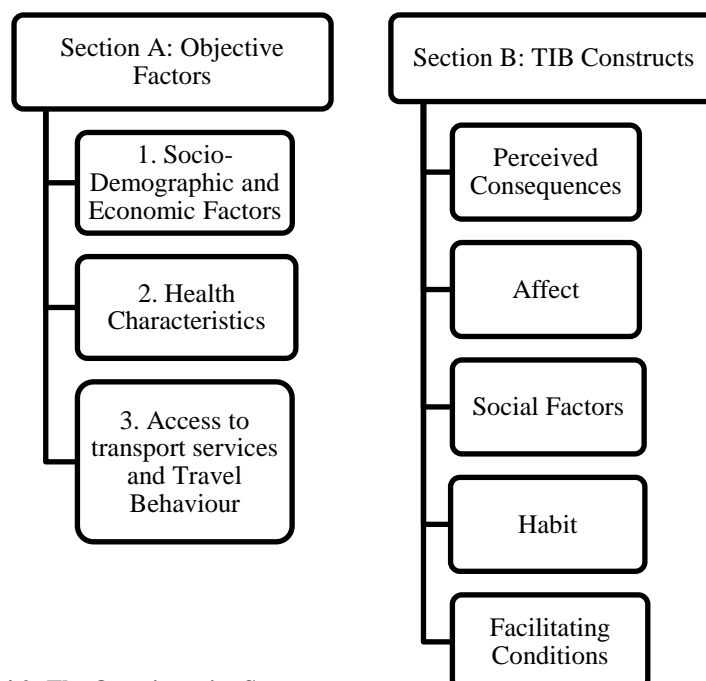 Section A: Objective
Factors
1. Socio-
Demographic and
Economic Factors
2. Health
Characteristics
3. Access to
transport services
and Travel
Behaviour
Section B: TIB Constructs
Perceived
Consequences
Affect
Social Factors
Habit
Facilitating
Conditions